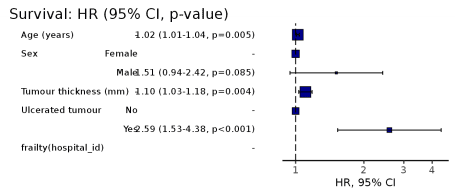 Survival: HR (95% CI, p-value)
Age (years) - 1.02 (1.01-1.04, p=0.005)
Sex Female -
Male 1.51 (0.94-2.42, p=0.085)
Tumour thickness (mm) - 1.10 (1.03-1.18, p=0.004)
Ulcerated tumour No -
Yes 2.59 (1.53-4.38, p<0.001)
frailty(hospital_id) -
1 2 3 4
HR, 95% CI